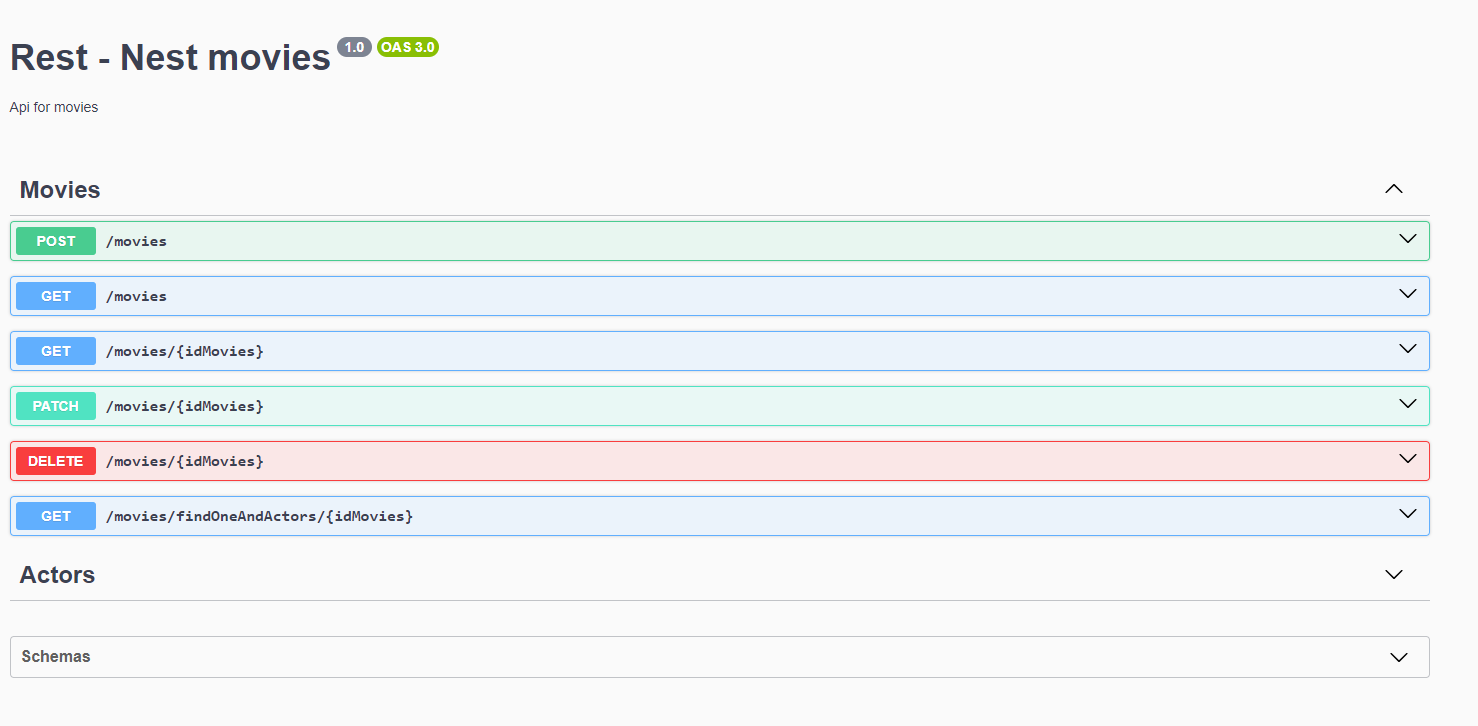 Rest - Nest movies 1.0 OAS 3.0
Api for movies
Movies
POST /movies
GET /movies
GET /movies/{idMovies}
PATCH /movies/{idMovies}
DELETE /movies/{idMovies}
GET /movies/findOneAndActors/{idMovies}
Actors
Schemas